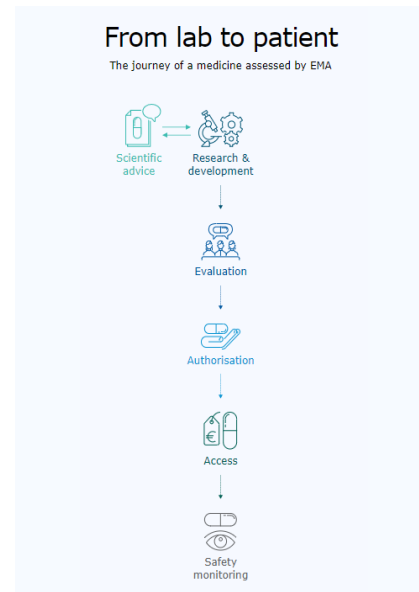 From lab to patient
The journey of a medicine assessed by EMA
Scientific
advice
Research &
development
Evaluation
Authorisation
€
Access
Safety
monitoring